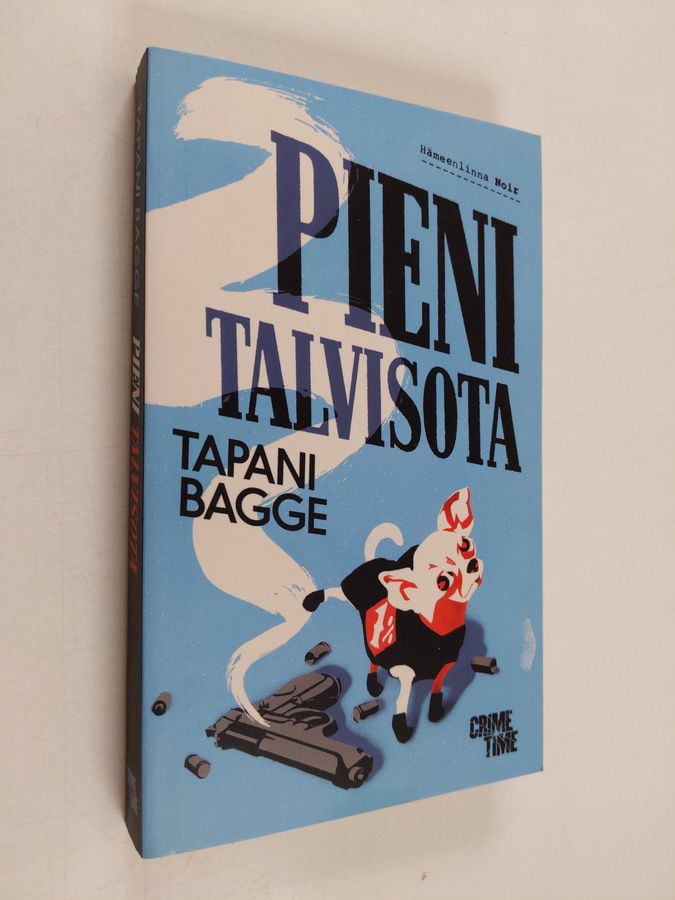 Hämeenlinna Noir
PIENI
TALVISOTA
TAPANI
BAGGE
CRIME
TIME
TAPANI BAGGE PIENI TALVISOTA